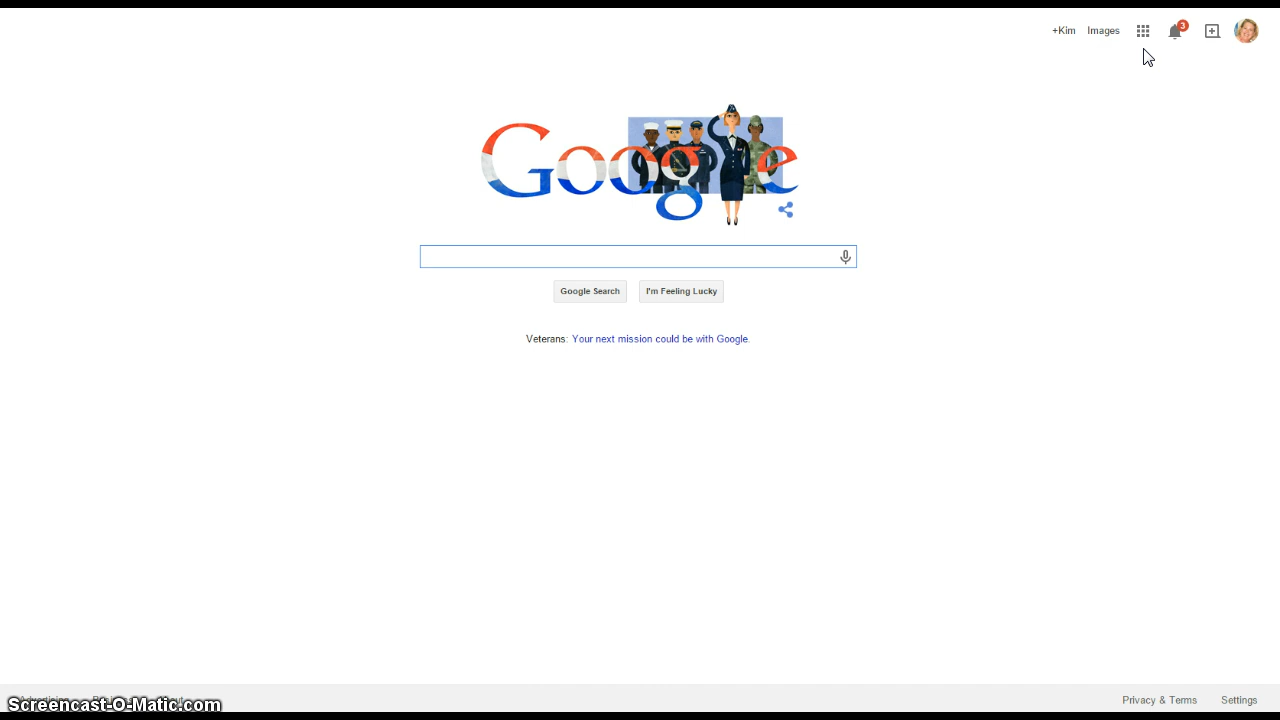 +Kim Images
3
Google
Google Search I'm Feeling Lucky
Veterans: Your next mission could be with Google.
Screencast-O-Matic.com
Privacy & Terms Settings